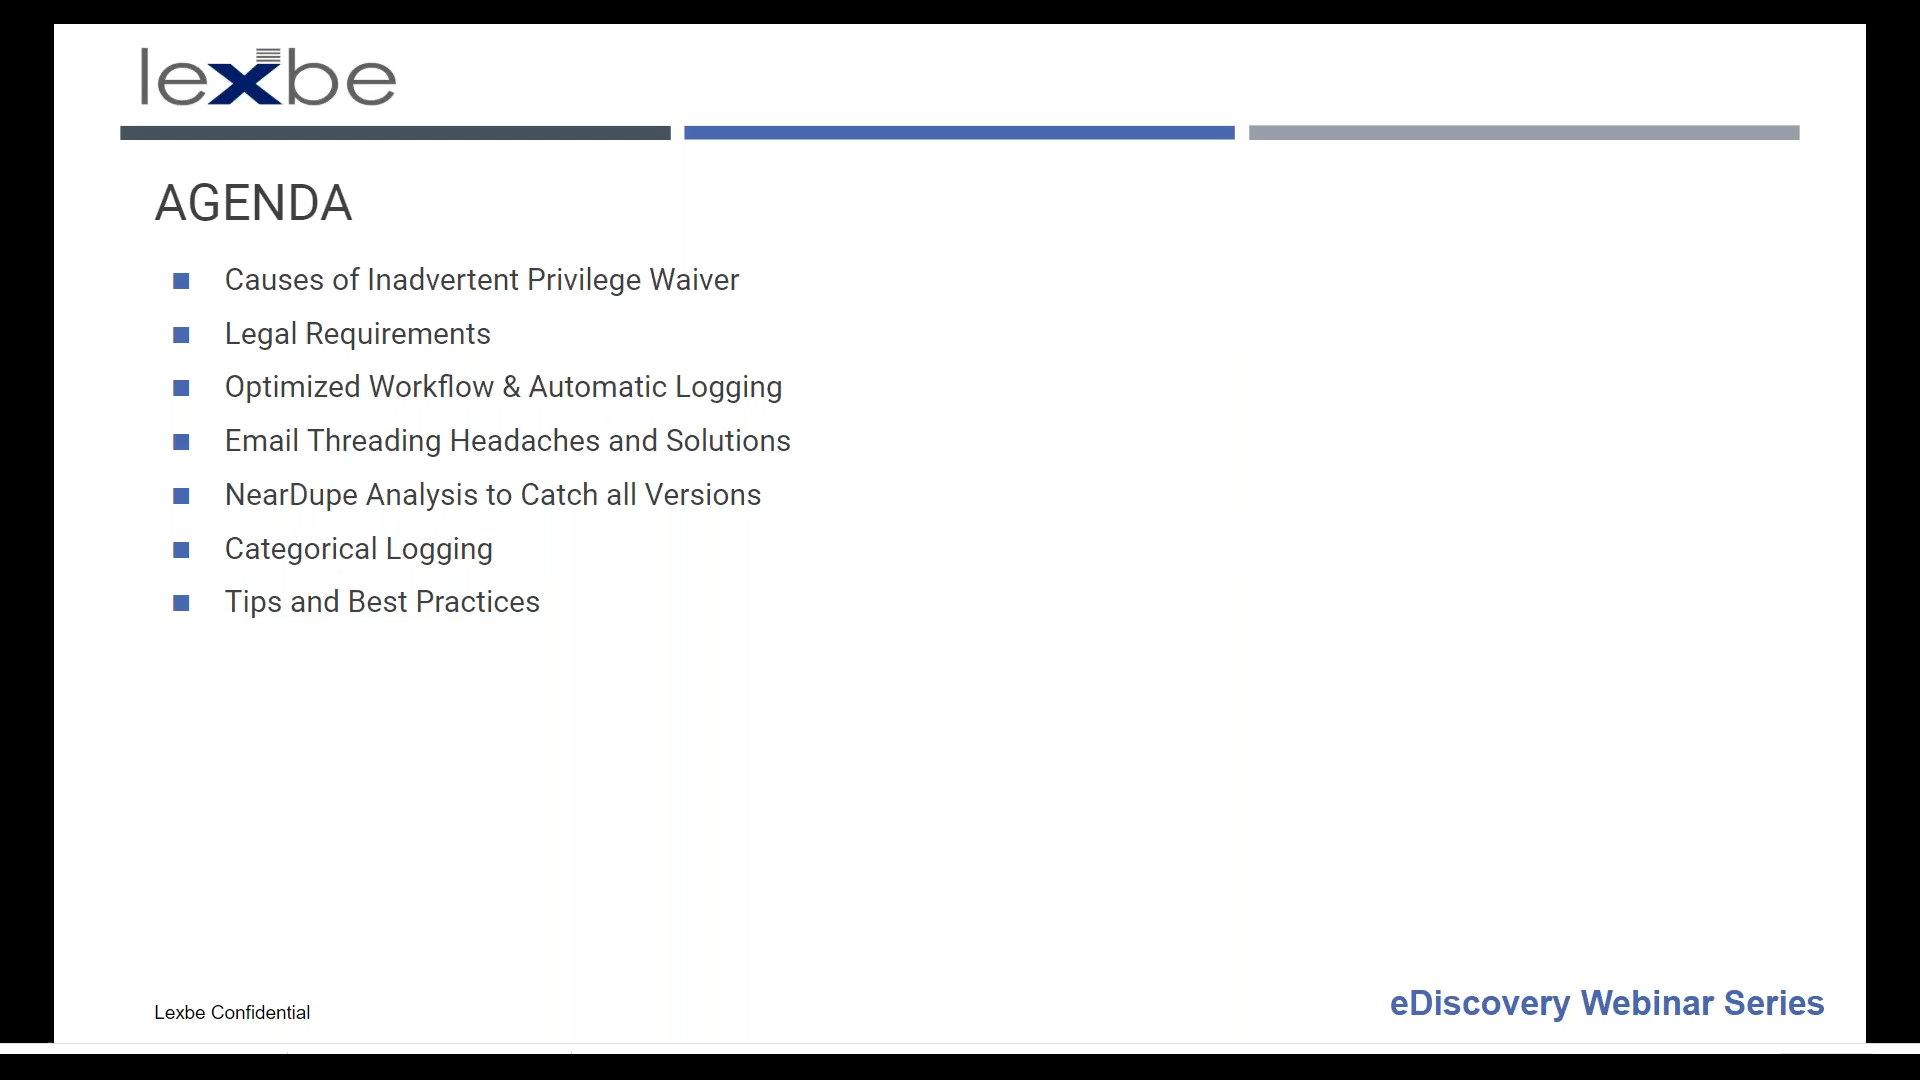 lexbe
AGENDA
Causes of Inadvertent Privilege Waiver
Legal Requirements
Optimized Workflow & Automatic Logging
Email Threading Headaches and Solutions
NearDupe Analysis to Catch all Versions
Categorical Logging
Tips and Best Practices
Lexbe Confidential
eDiscovery Webinar Series